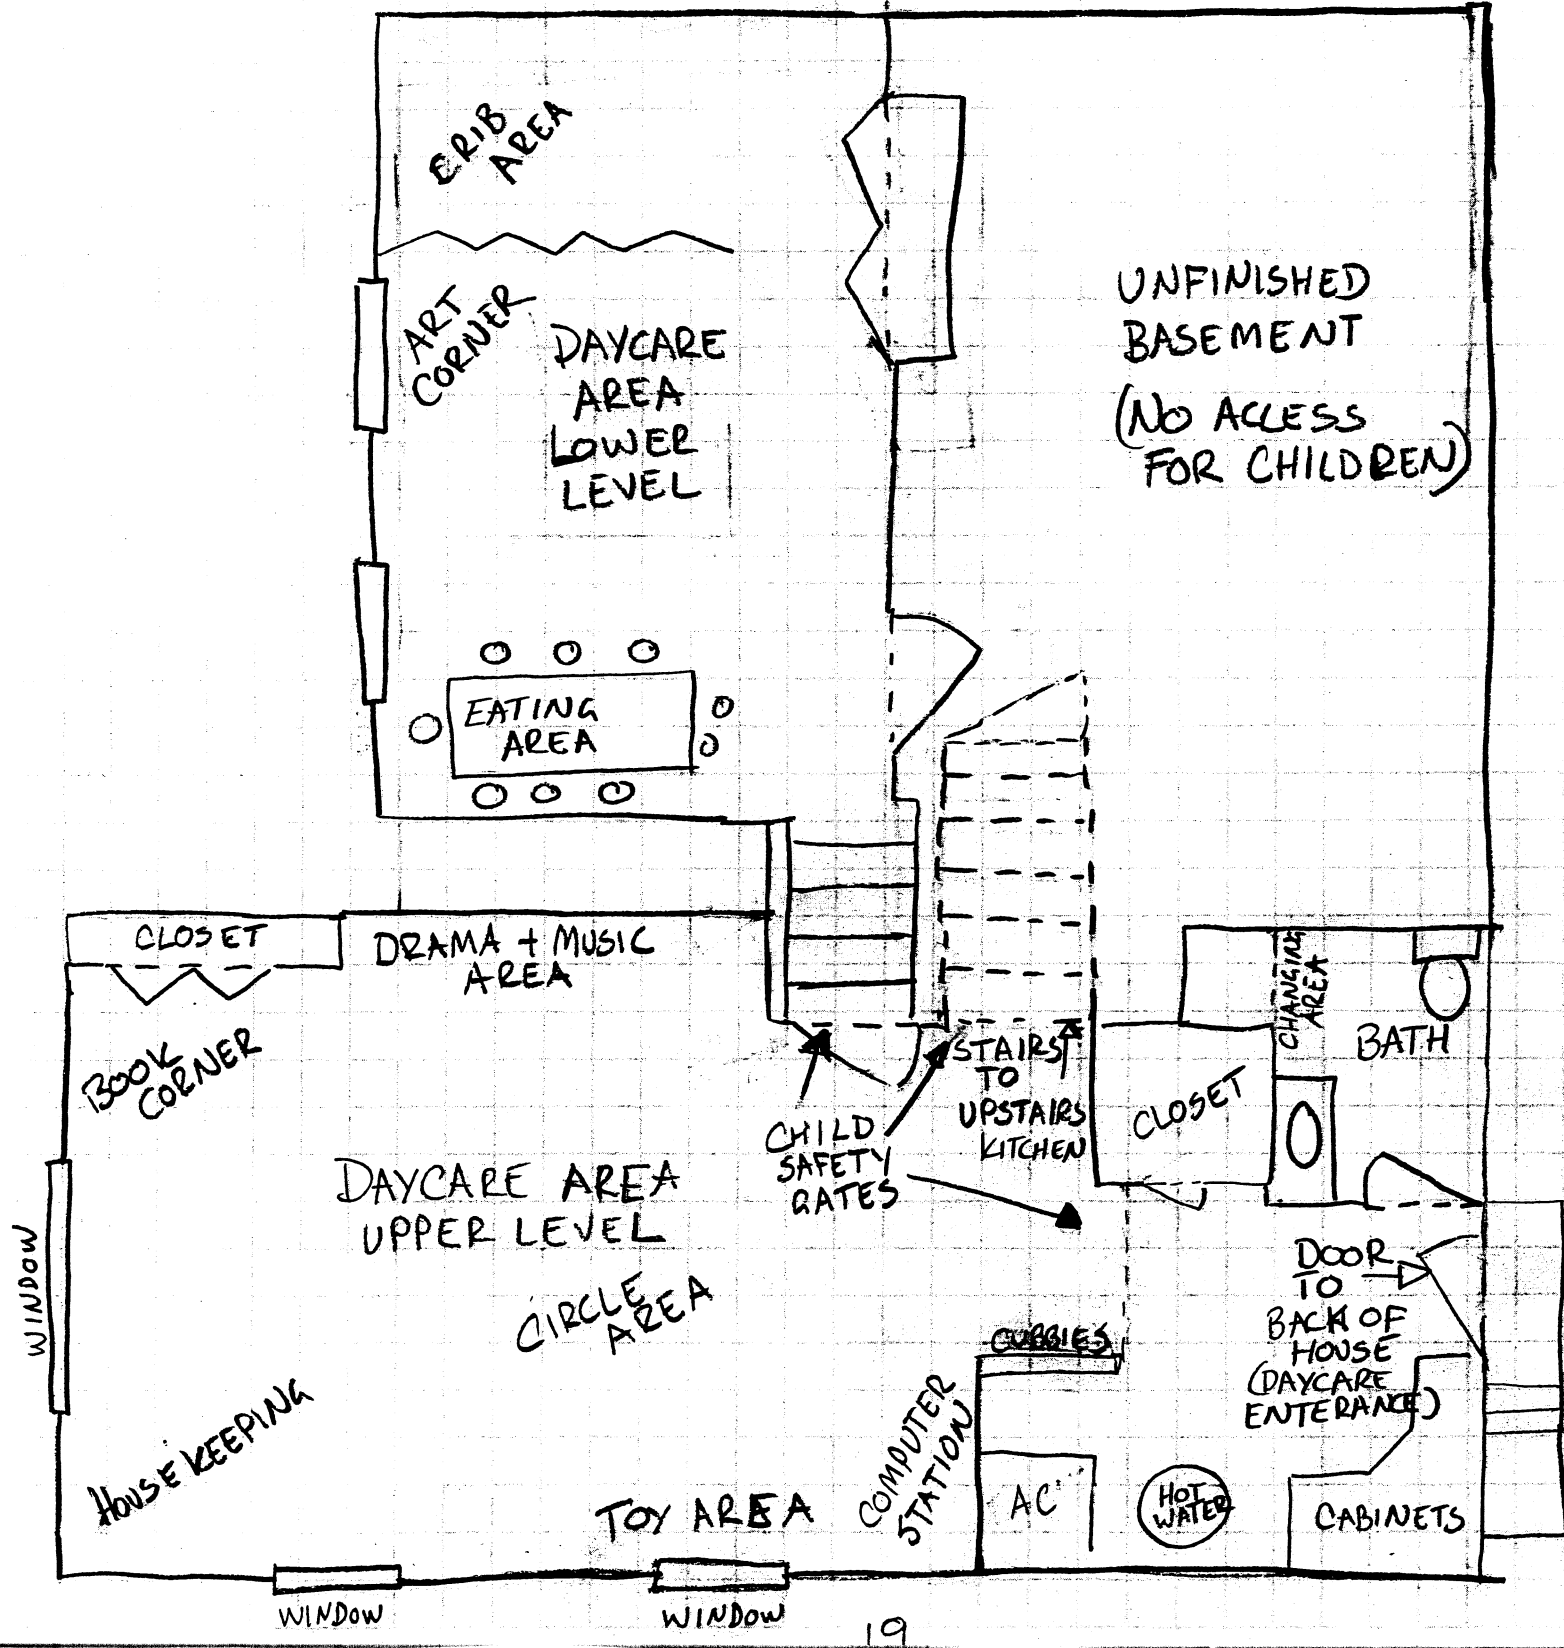 CRIB
AREA
ART
CORNER
DAYCARE
AREA
LOWER
LEVEL
UNFINISHED
BASEMENT
(NO ACCESS
FOR CHILDREN)
EATING
AREA
CLOSET
DRAMA + MUSIC
AREA
BOOK
CORNER
CHILD
SAFETY
GATES
STAIRS
TO
UPSTAIRS
KITCHEN
CLOSET
CHANGING
AREA
BATH
DAYCARE AREA
UPPER LEVEL
WINDOW
CIRCLE
AREA
CUBBIES
DOOR
TO
BACK OF
HOUSE
(DAYCARE
ENTERANCE)
HOUSEKEEPING
TOY AREA
COMPUTER
STATION
AC
HOT
WATER
CABINETS
WINDOW
WINDOW
19